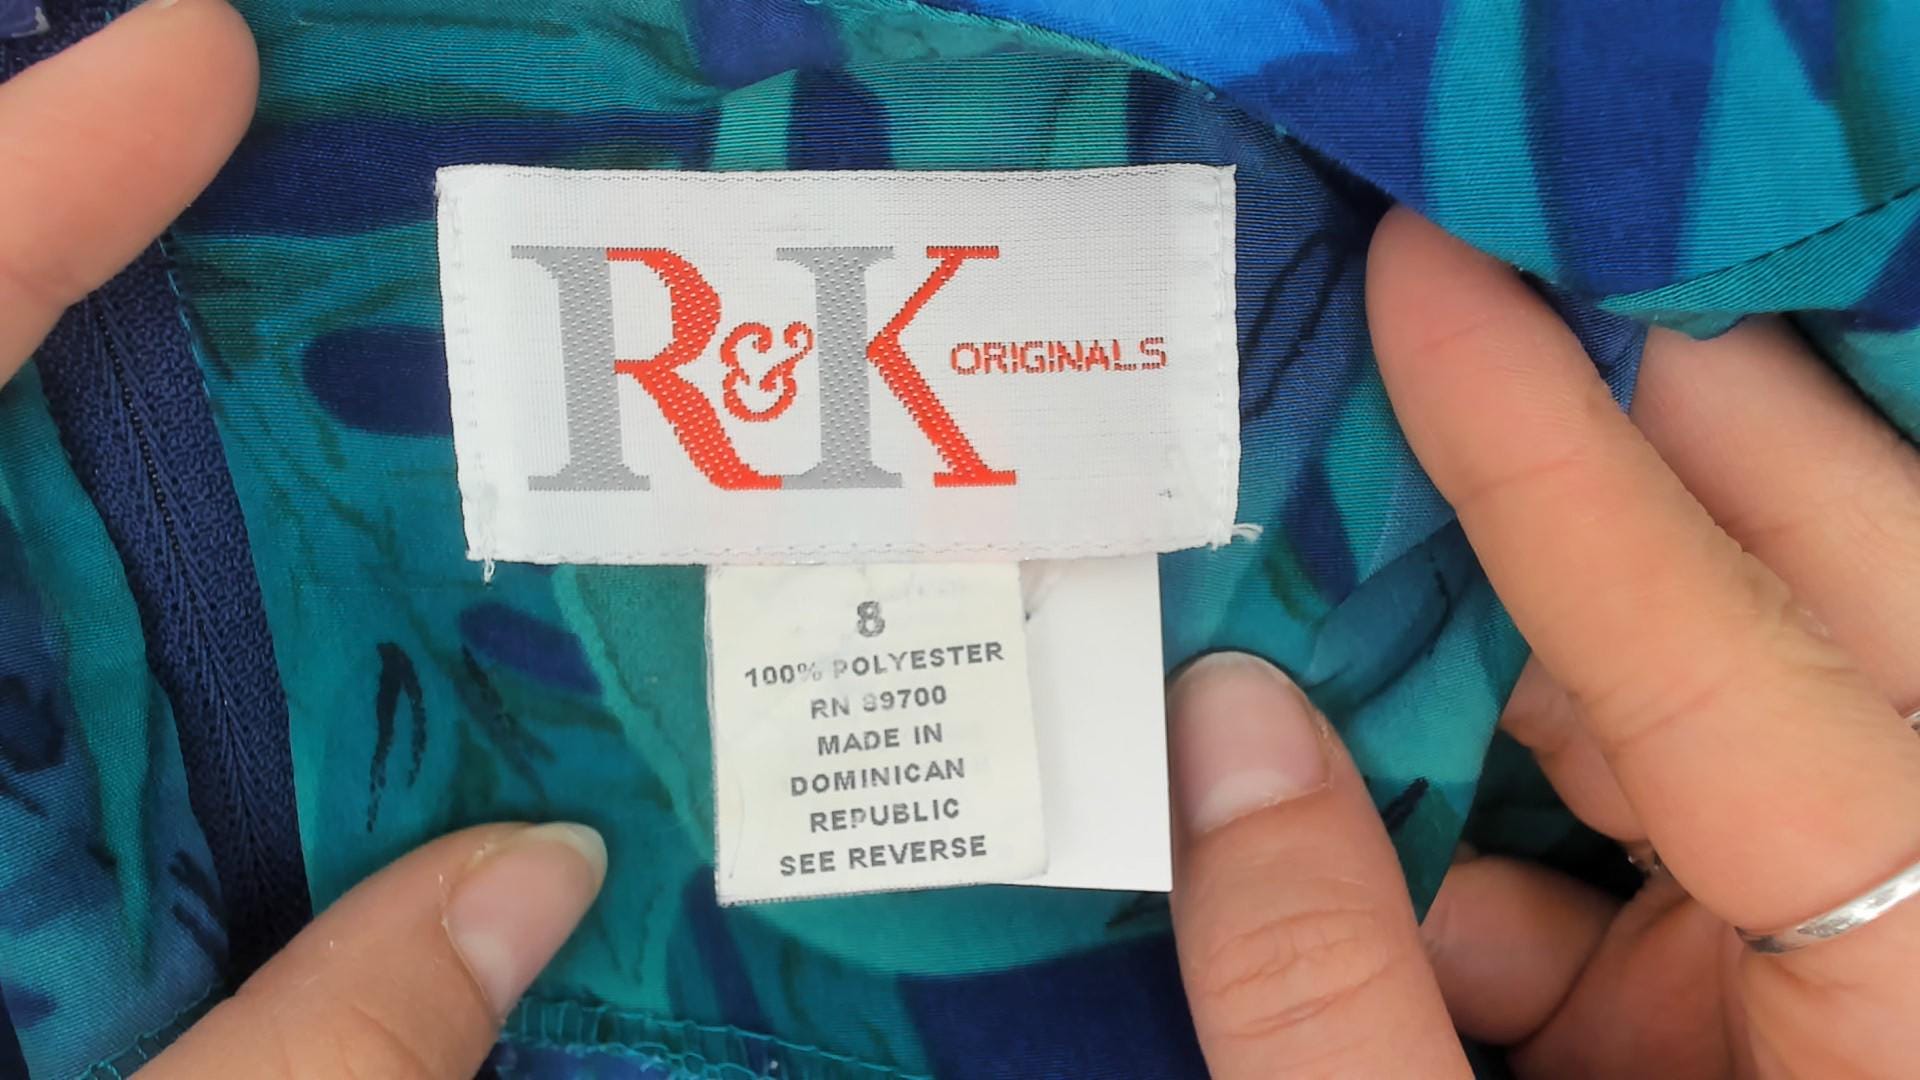 R&K ORIGINALS
8
100% POLYESTER
RN 89700
MADE IN
DOMINICAN
REPUBLIC
SEE REVERSE